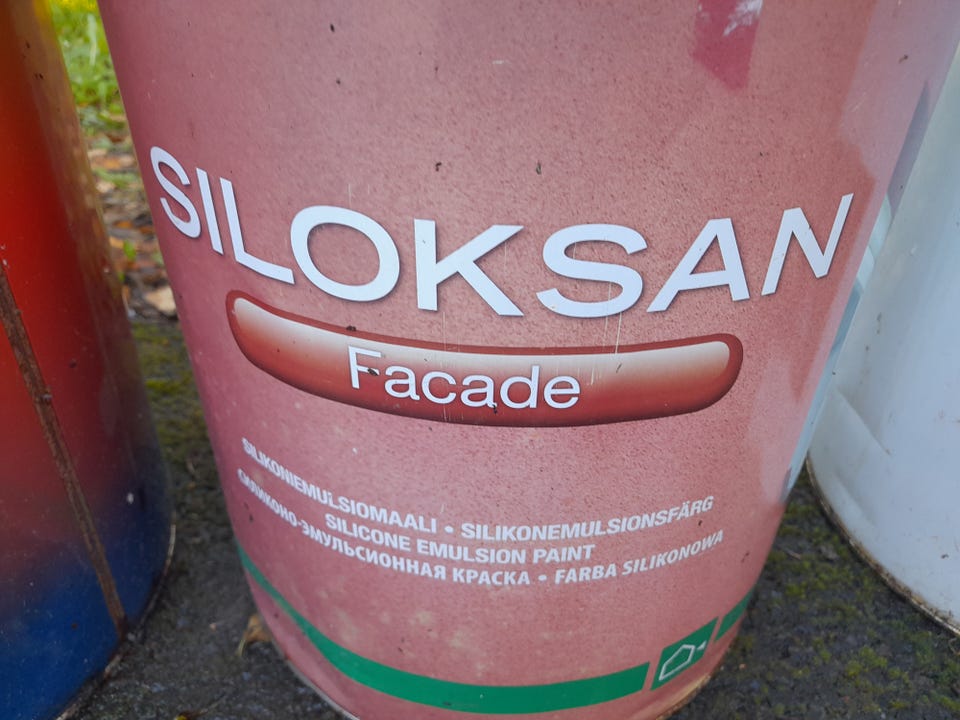 SILOKSAN
Facade
SILIKONIEMULSIOMAALI • SILIKONEMULSIONSFÄRG
SILICONE EMULSION PAINT
СИЛИКОНО-ЭМУЛЬСИОННАЯ КРАСКА • FARBA SILIKONOWA